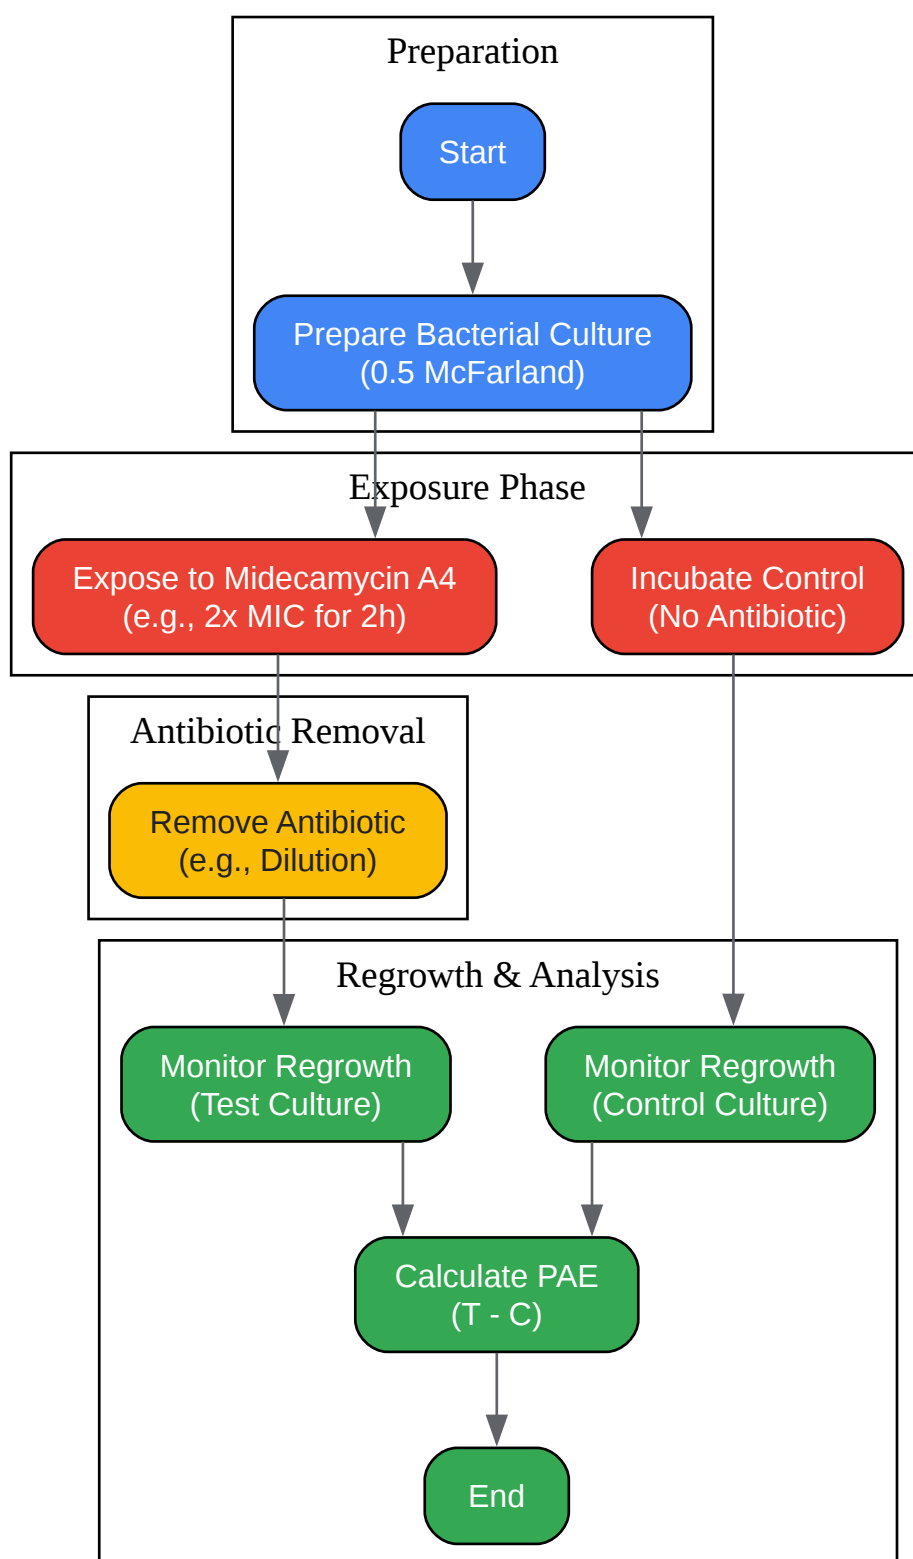 Preparation
Start
Prepare Bacterial Culture
(0.5 McFarland)
Exposure Phase
Expose to Midecamycin A4
(e.g., 2x MIC for 2h)
Incubate Control
(No Antibiotic)
Antibiotic Removal
Remove Antibiotic
(e.g., Dilution)
Regrowth & Analysis
Monitor Regrowth
(Test Culture)
Monitor Regrowth
(Control Culture)
Calculate PAE
(T - C)
End